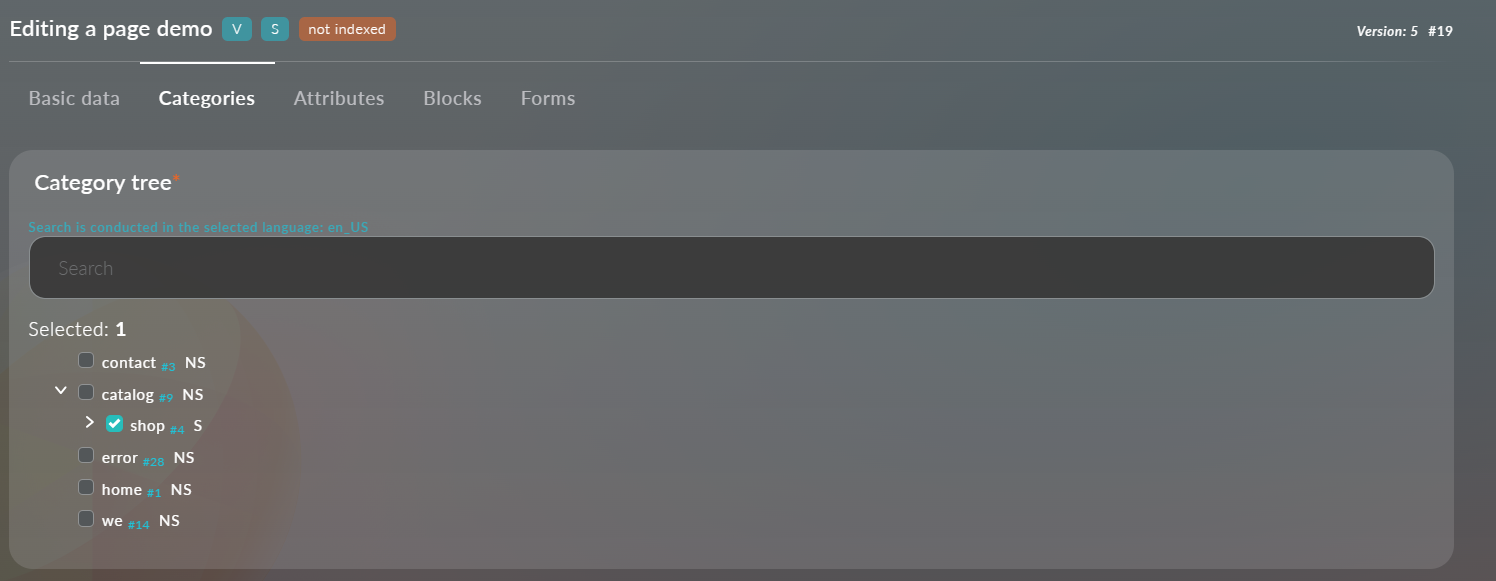 Editing a page demo V S not indexed Version: 5 #19
Basic data Categories Attributes Blocks Forms
Category tree*
Search is conducted in the selected language: en_US
Search
Selected: 1
contact #3 NS
catalog #9 NS
shop #4 S
error #28 NS
home #1 NS
we #14 NS